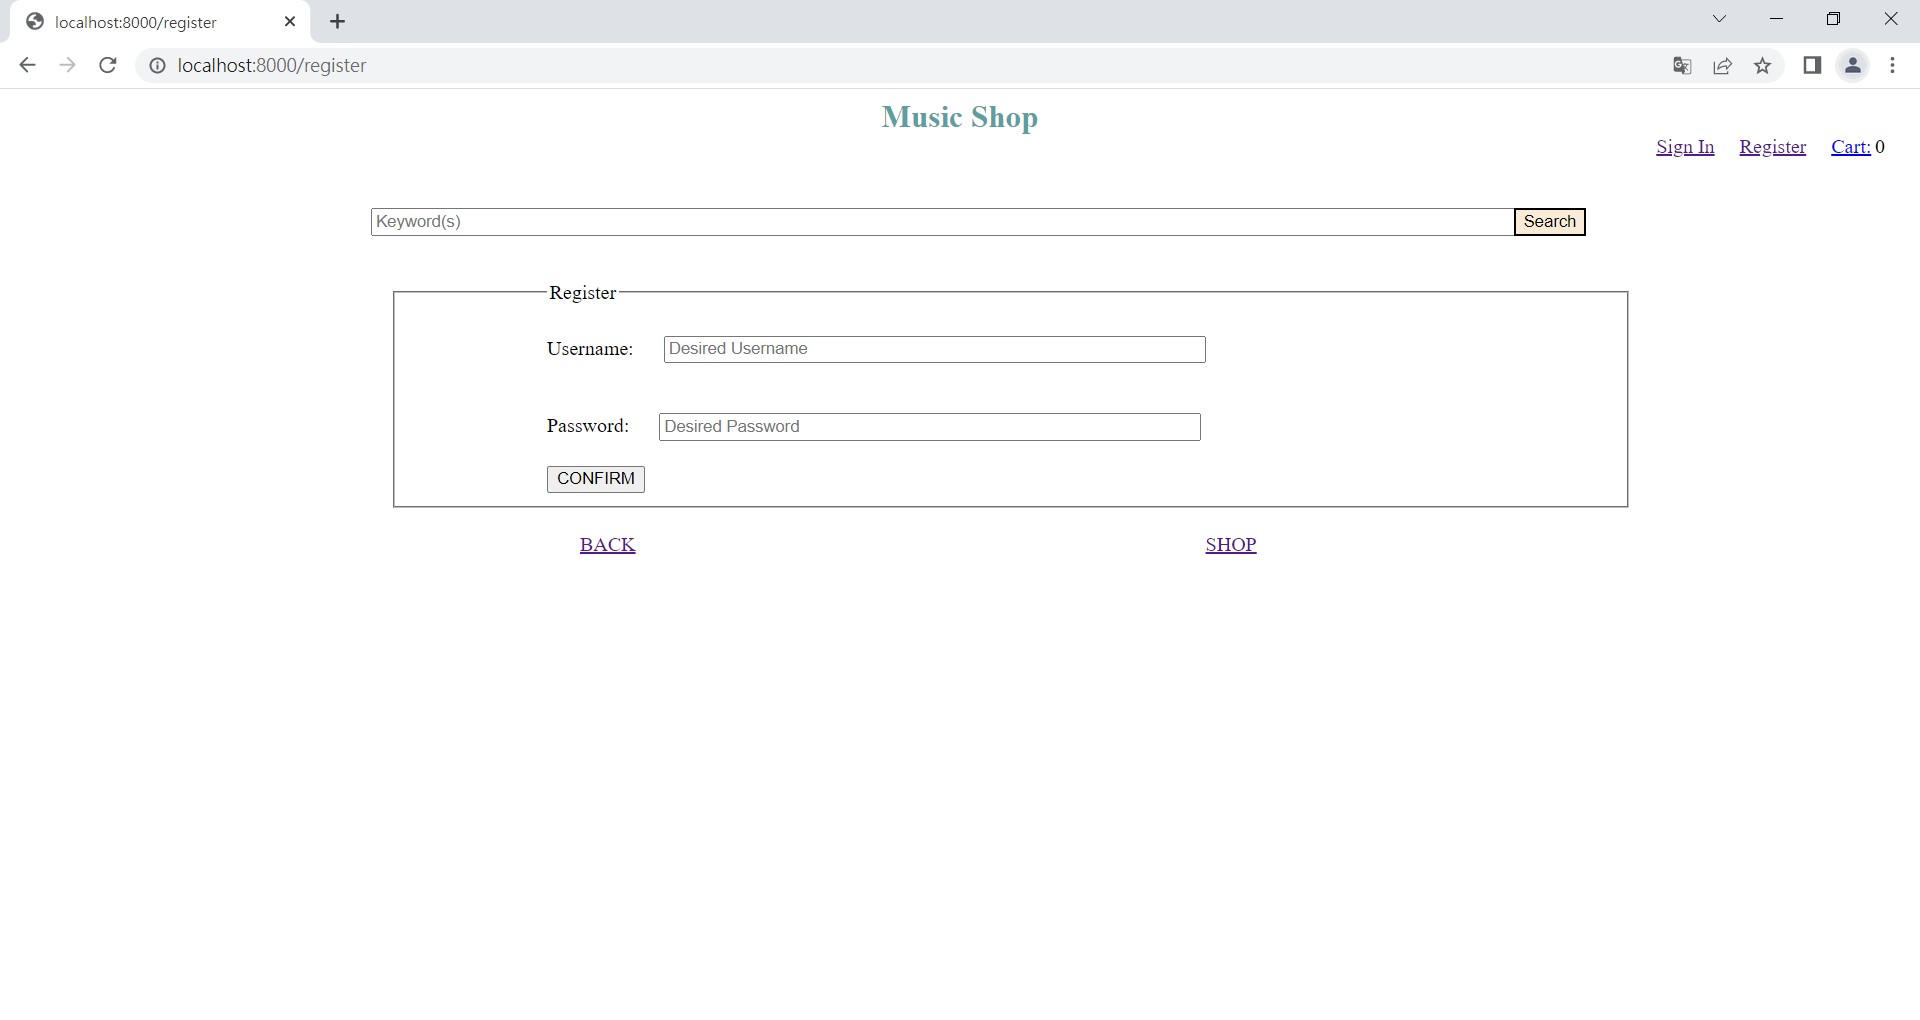 localhost:8000/register
localhost:8000/register
Music Shop
Sign In Register Cart: 0
Keyword(s) Search
Register
Username: Desired Username
Password: Desired Password
CONFIRM
BACK SHOP